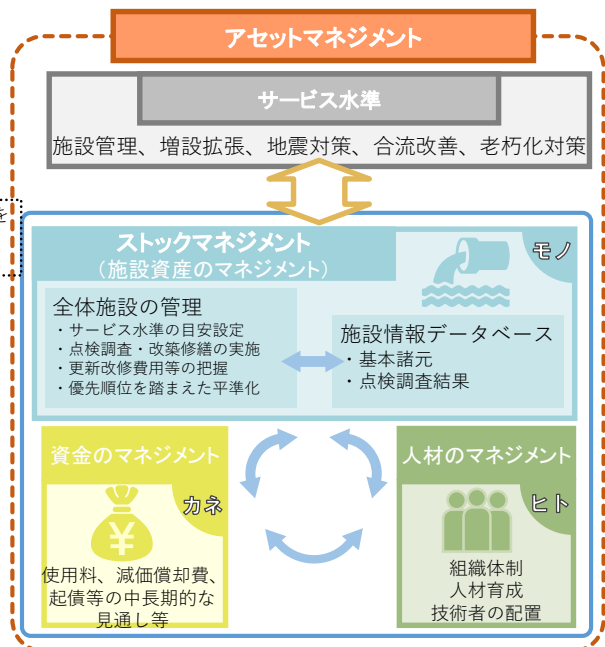 アセットマネジメント
サービス水準
施設管理、増設拡張、地震対策、合流改善、老朽化対策
を
ストックマネジメント
（施設資産のマネジメント）
モノ
全体施設の管理
・サービス水準の目安設定
・点検調査・改築修繕の実施
・更新改修費用等の把握
・優先順位を踏まえた平準化
施設情報データベース
・基本諸元
・点検調査結果
資金のマネジメント
カネ
¥
使用料、減価償却費、
起債等の中長期的な
見通し等
人材のマネジメント
ヒト
組織体制
人材育成
技術者の配置